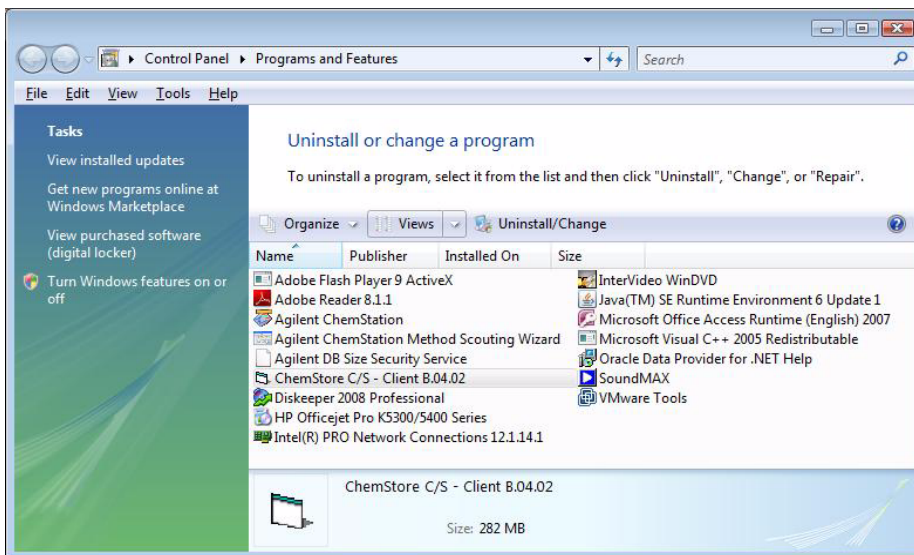 Control Panel
Programs and Features
Search
File Edit View Tools Help
Tasks
View installed updates
Get new programs online at
Windows Marketplace
View purchased software
(digital locker)
Turn Windows features on or
off
Uninstall or change a program
To uninstall a program, select it from the list and then click "Uninstall", "Change", or "Repair".
Organize Views Uninstall/Change
Name Publisher Installed On Size
Adobe Flash Player 9 ActiveX
Adobe Reader 8.1.1
Agilent ChemStation
Agilent ChemStation Method Scouting Wizard
Agilent DB Size Security Service
ChemStore C/S - Client B.04.02
Diskeeper 2008 Professional
HP Officejet Pro K5300/5400 Series
Intel(R) PRO Network Connections 12.1.14.1
InterVideo WinDVD
Java(TM) SE Runtime Environment 6 Update 1
Microsoft Office Access Runtime (English) 2007
Microsoft Visual C++ 2005 Redistributable
Oracle Data Provider for .NET Help
SoundMAX
VMware Tools
ChemStore C/S - Client B.04.02
Size: 282 MB